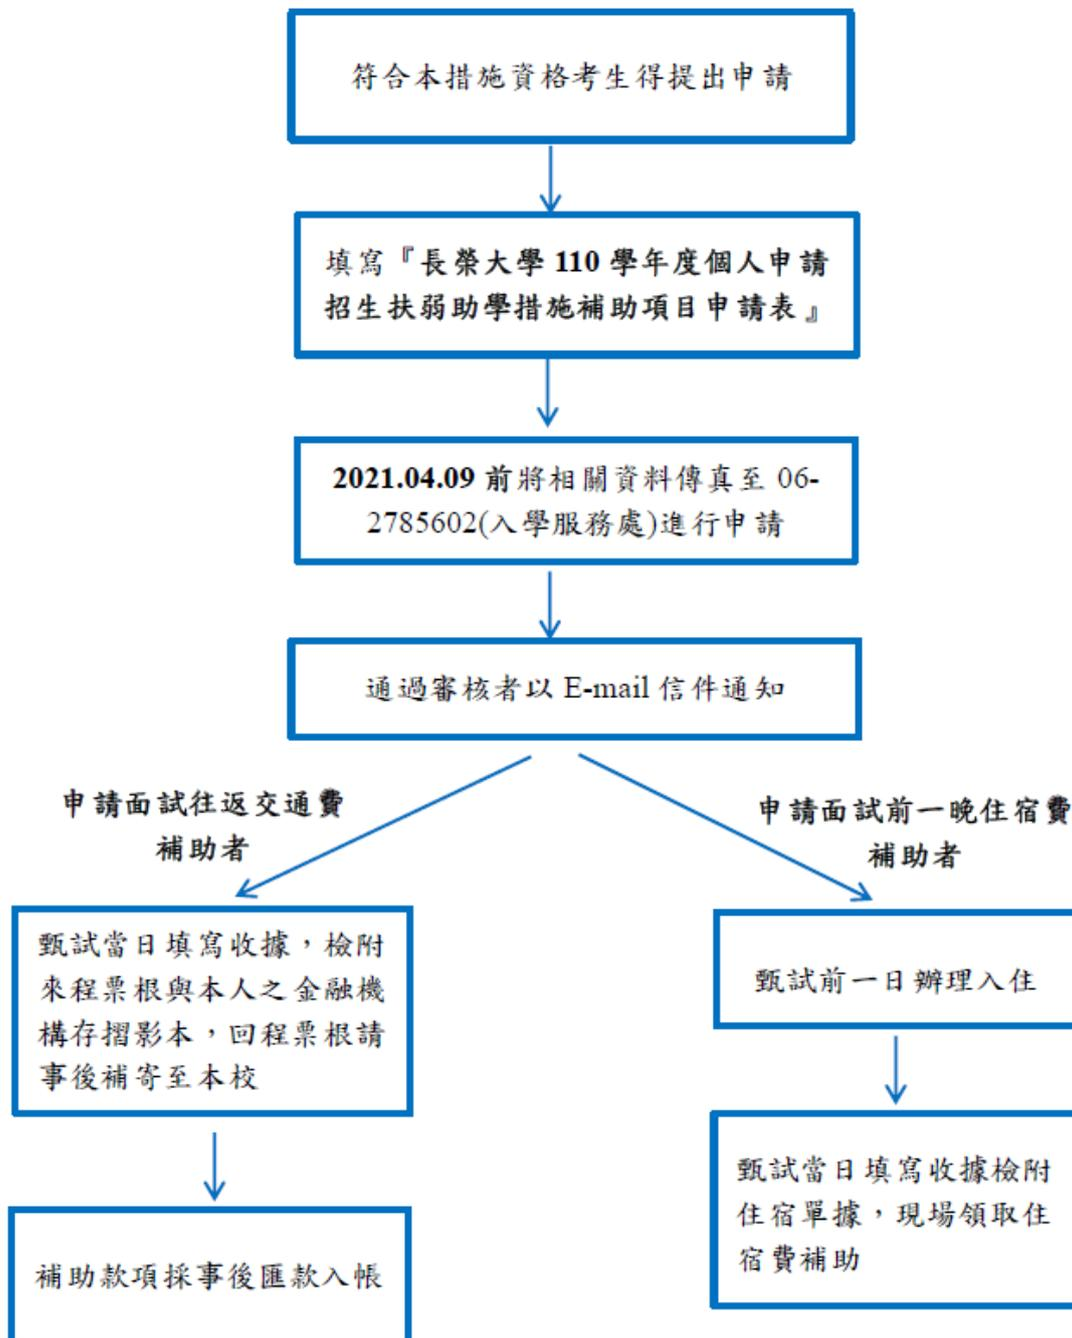 符合本措施資格考生得提出申請
填寫『長榮大學 110 學年度個人申請
招生扶弱助學措施補助項目申請表』
2021.04.09 前將相關資料傳真至 06-
2785602(入學服務處)進行申請
通過審核者以 E-mail 信件通知
申請面試往返交通費
補助者
甄試當日填寫收據，檢附
來程票根與本人之金融機
構存摺影本，回程票根請
事後補寄至本校
補助款項採事後匯款入帳
申請面試前一晚住宿費
補助者
甄試前一日辦理入住
甄試當日填寫收據檢附
住宿單據，現場領取住
宿費補助